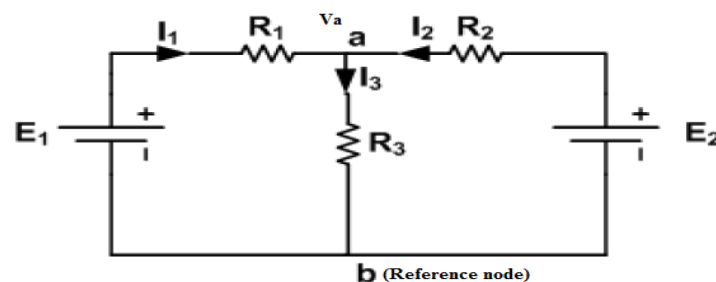 Va
I1 R1 a I2 R2
I3
+ +
E1 R3 E2
b (Reference node)